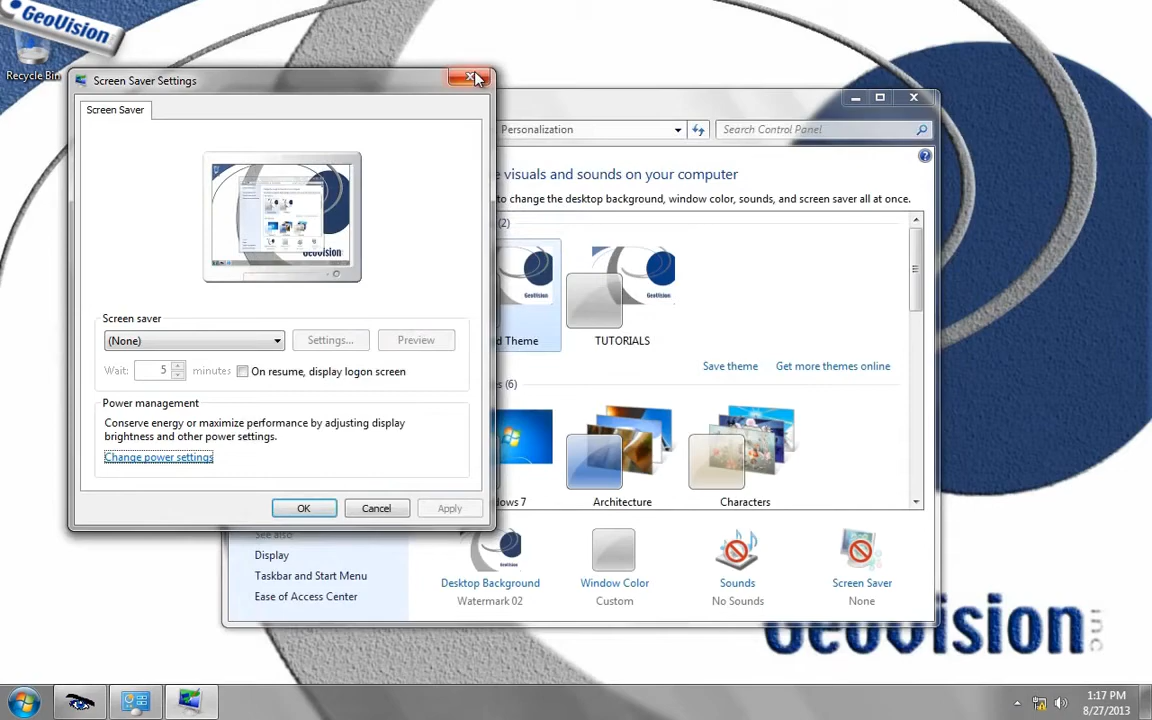 GeoVision
Recycle Bin
Screen Saver Settings
Screen Saver
Screen saver
(None)
Settings...
Preview
Wait:
5
minutes
On resume, display logon screen
Power management
Conserve energy or maximize performance by adjusting display
brightness and other power settings.
Change power settings
OK
Cancel
Apply
Personalization
Search Control Panel
e visuals and sounds on your computer
to change the desktop background, window color, sounds, and screen saver all at once.
(2)
GeoVision
GeoVision
d Theme
TUTORIALS
Save theme
Get more themes online
es (6)
dows 7
Architecture
Characters
See also
Display
Taskbar and Start Menu
Ease of Access Center
Desktop Background
Watermark 02
Window Color
Custom
Sounds
No Sounds
Screen Saver
None
GeoVision inc
1:17 PM
8/27/2013